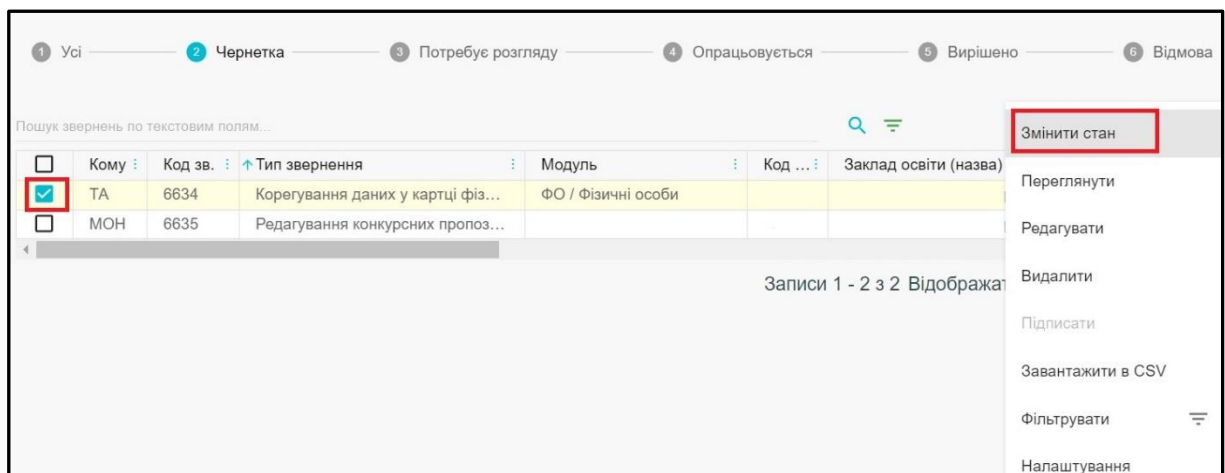 1 Усі 2 Чернетка 3 Потребує розгляду 4 Опрацьовується 5 Вирішено 6 Відмова
Пошук звернень по текстовим полям...
Кому Код зв. Тип звернення Модуль Код ... Заклад освіти (назва)
ТА 6634 Корегування даних у картці фіз... ФО / Фізичні особи
МОН 6635 Редагування конкурсних пропоз...
Записи 1 - 2 з 2 Відображат
Змінити стан
Переглянути
Редагувати
Видалити
Підписати
Завантажити в CSV
Фільтрувати
Налаштування